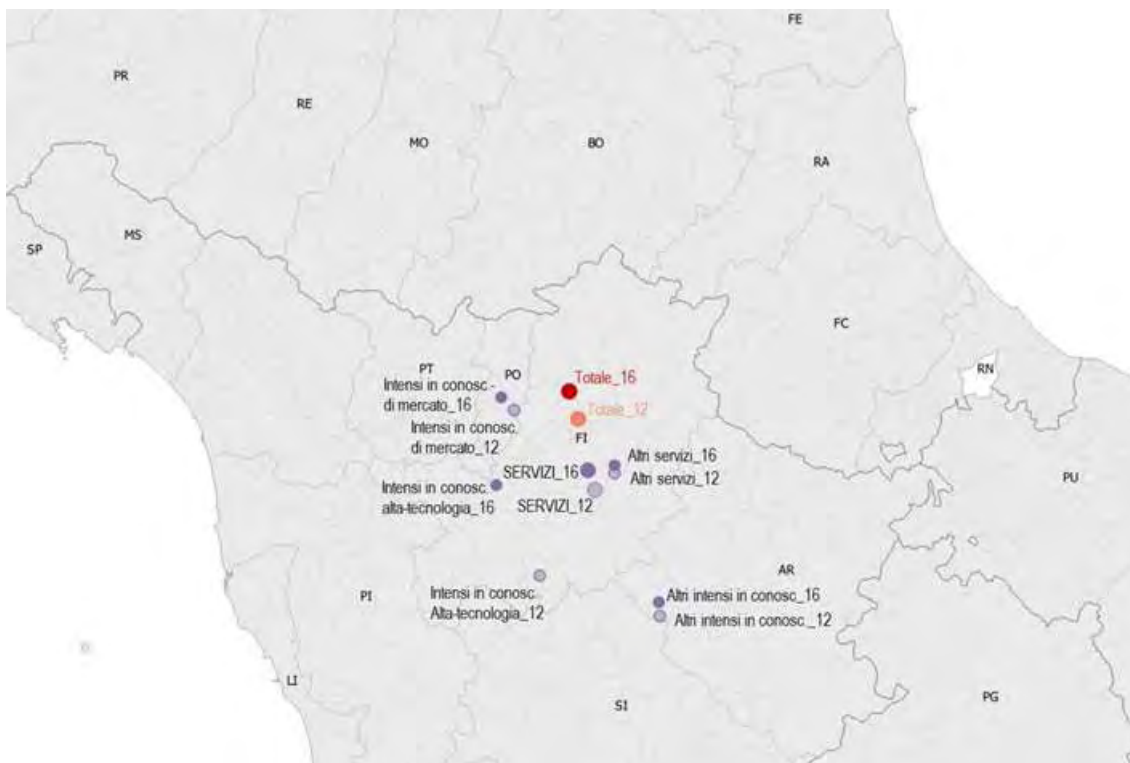 FE
PR
RE
MO
BO
RA
SP
MS
FC
RN
PT
PO
Intensi in conosc -
di mercato_16
Totale_16
Totale_12
Intensi in conosc.
di mercato_12
FI
SERVIZI_16
Altri servizi_16
Altri servizi_12
Intensi in conosc.
alta-tecnologia_16
SERVIZI_12
PU
PI
Intensi in conosc.
Alta-tecnologia_12
AR
Altri intensi in conosc_16
Altri intensi in conosc_12
LI
SI
PG